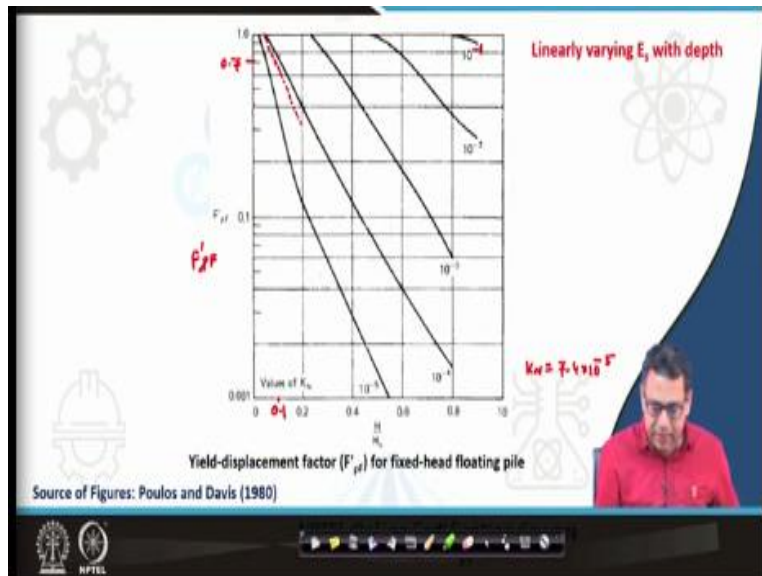 1.0
0.7
Linearly varying Es with depth
10⁻¹
10⁻²
F'ρF 0.1
F'ρF
10⁻³
KN = 7.4×10⁻⁵
Value of KN
10⁻⁵
10⁻⁴
0.001
0 0.2 0.4 0.6 0.8 1.0
0.1
H
Hu
Yield-displacement factor (F'ρF) for fixed-head floating pile
Source of Figures: Poulos and Davis (1980)
NPTEL